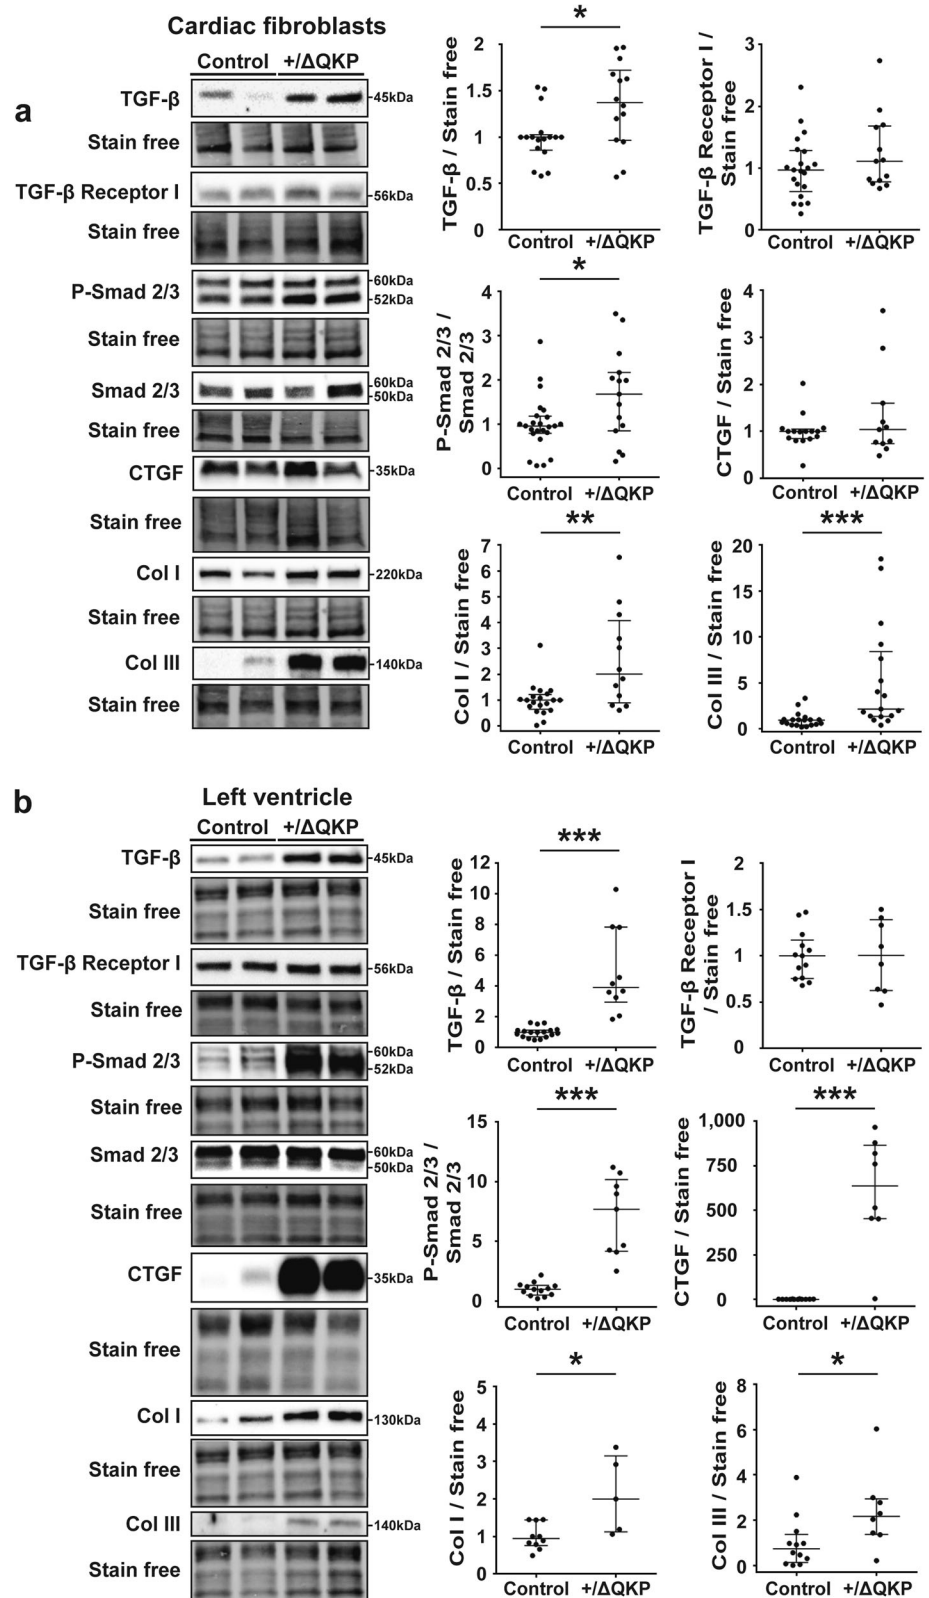 a
Cardiac fibroblasts
Control +/ΔQKP
TGF-β
45kDa
Stain free
TGF-β Receptor I
56kDa
Stain free
P-Smad 2/3
60kDa
52kDa
Stain free
Smad 2/3
60kDa
50kDa
Stain free
CTGF
35kDa
Stain free
Col I
220kDa
Stain free
Col III
140kDa
Stain free
*
TGF-β / Stain free
2
1.5
1
0.5
0
Control +/ΔQKP
TGF-β Receptor I /
Stain free
3
2
1
0
Control +/ΔQKP
*
P-Smad 2/3 /
Smad 2/3
4
3
2
1
0
Control +/ΔQKP
CTGF / Stain free
4
3
2
1
0
Control +/ΔQKP
**
Col I / Stain free
7
6
5
4
3
2
1
0
Control +/ΔQKP
***
Col III / Stain free
20
15
10
5
0
Control +/ΔQKP
b
Left ventricle
Control +/ΔQKP
TGF-β
45kDa
Stain free
TGF-β Receptor I
56kDa
Stain free
P-Smad 2/3
60kDa
52kDa
Stain free
Smad 2/3
60kDa
50kDa
Stain free
CTGF
35kDa
Stain free
Col I
130kDa
Stain free
Col III
140kDa
Stain free
***
TGF-β / Stain free
12
10
8
6
4
2
0
Control +/ΔQKP
TGF-β Receptor I
/ Stain free
2
1.5
1
0.5
0
Control +/ΔQKP
***
P-Smad 2/3 /
Smad 2/3
15
10
5
0
Control +/ΔQKP
***
CTGF / Stain free
1,000
750
500
250
0
Control +/ΔQKP
*
Col I / Stain free
5
4
3
2
1
0
Control +/ΔQKP
*
Col III / Stain free
8
6
4
2
0
Control +/ΔQKP